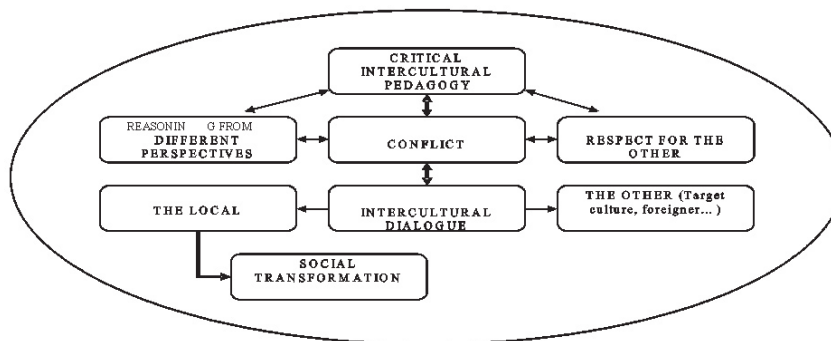 CRITICAL
INTERCULTURAL
PEDAGOGY
REASONIN G FROM
DIFFERENT
PERSPECTIVES
CONFLICT
RESPECT FOR THE
OTHER
THE LOCAL
INTERCULTURAL
DIALOGUE
THE OTHER (Target
culture, foreigner... )
SOCIAL
TRANSFORMATION